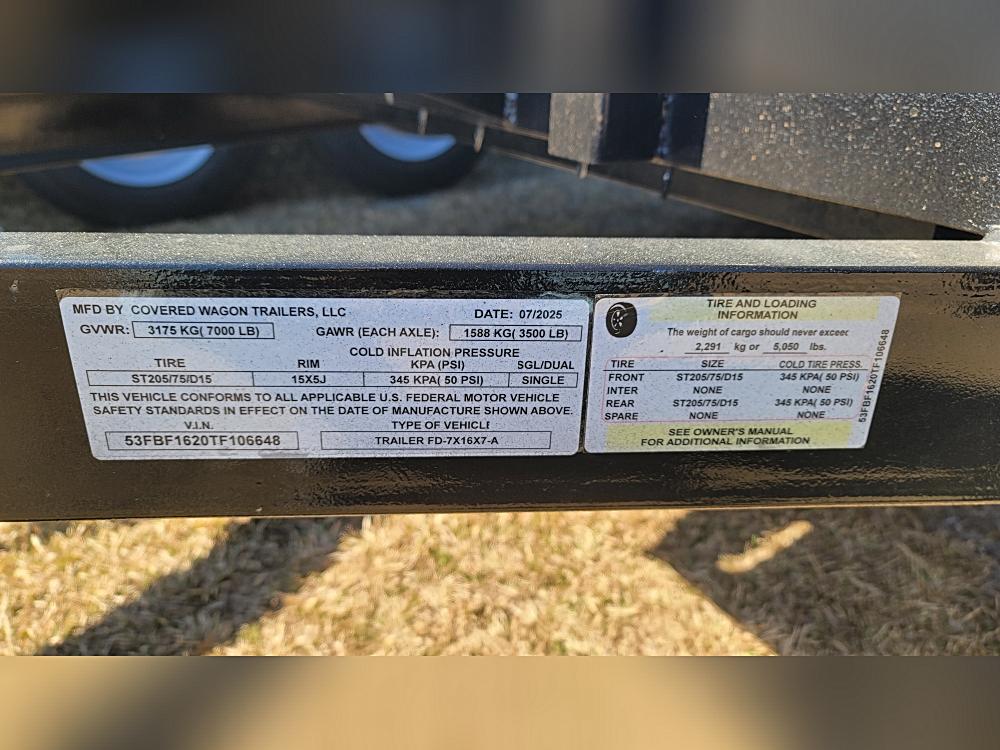 MFD BY COVERED WAGON TRAILERS, LLC DATE: 07/2025
GVWR: 3175 KG( 7000 LB) GAWR (EACH AXLE): 1588 KG( 3500 LB)
COLD INFLATION PRESSURE
TIRE RIM KPA (PSI) SGL/DUAL
ST205/75/D15 15X5J 345 KPA( 50 PSI) SINGLE
THIS VEHICLE CONFORMS TO ALL APPLICABLE U.S. FEDERAL MOTOR VEHICLE
SAFETY STANDARDS IN EFFECT ON THE DATE OF MANUFACTURE SHOWN ABOVE.
V.I.N. TYPE OF VEHICLE
53FBF1620TF106648 TRAILER FD-7X16X7-A
TIRE AND LOADING
INFORMATION
The weight of cargo should never exceed
2,291 kg or 5,050 lbs.
TIRE SIZE COLD TIRE PRESS.
FRONT ST205/75/D15 345 KPA( 50 PSI)
INTER NONE NONE
REAR ST205/75/D15 345 KPA( 50 PSI)
SPARE NONE NONE
SEE OWNER'S MANUAL
FOR ADDITIONAL INFORMATION
53FBF1620TF106648